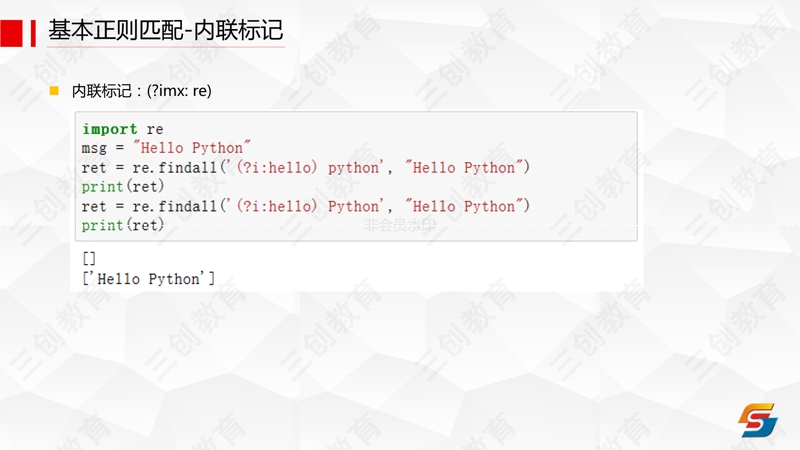 基本正则匹配-内联标记
内联标记：(?imx: re)
import re
msg = "Hello Python"
ret = re.findall('(?i:hello) python', "Hello Python")
print(ret)
ret = re.findall('(?i:hello) Python', "Hello Python")
print(ret)
非会员水印
[]
['Hello Python']
三创教育